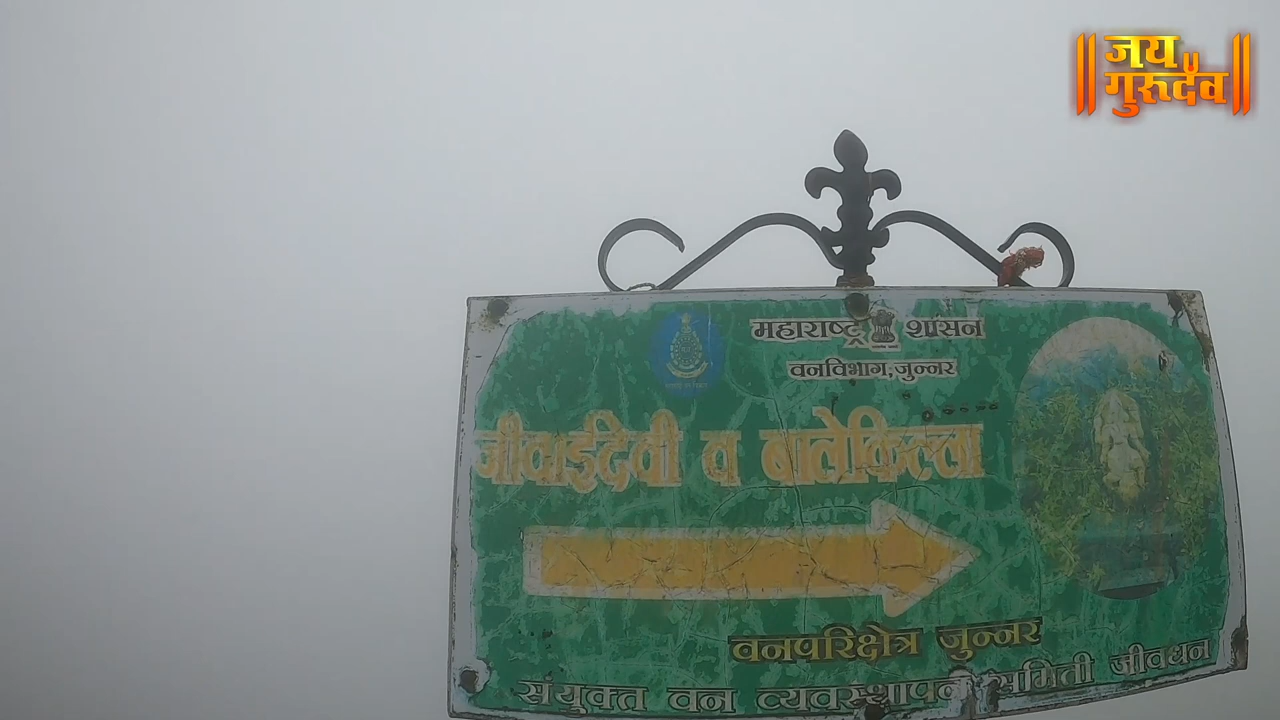 ॥ जय गुरूदेव ॥
महाराष्ट्र शासन
वनविभाग,जुन्नर
जीवाईदेवी व बालेकिल्ला
वनपरिक्षेत्र जुन्नर
संयुक्त वन व्यवस्थापन समिती जीवधन